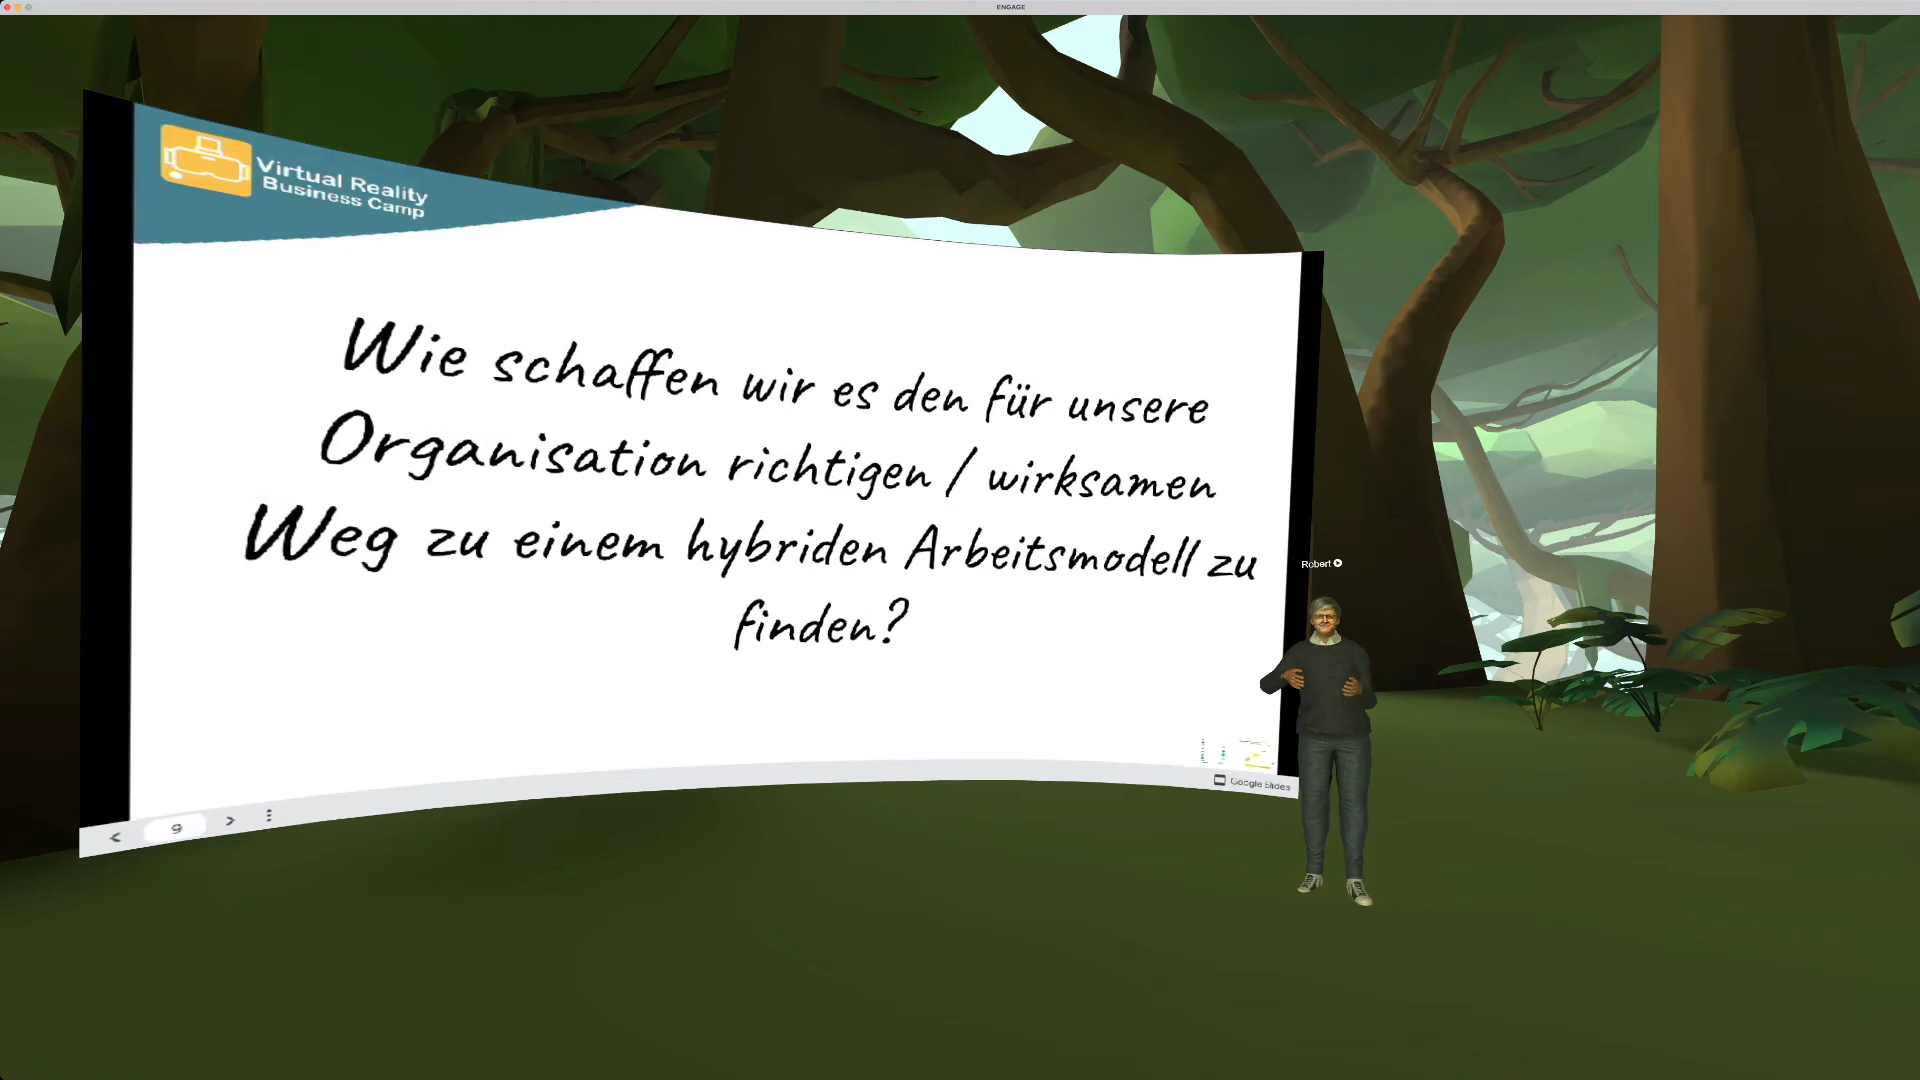 ENGAGE
Virtual Reality
Business Camp
Wie schaffen wir es den für unsere
Organisation richtigen / wirksamen
Weg zu einem hybriden Arbeitsmodell zu
finden?
Robert
Google Slides
9